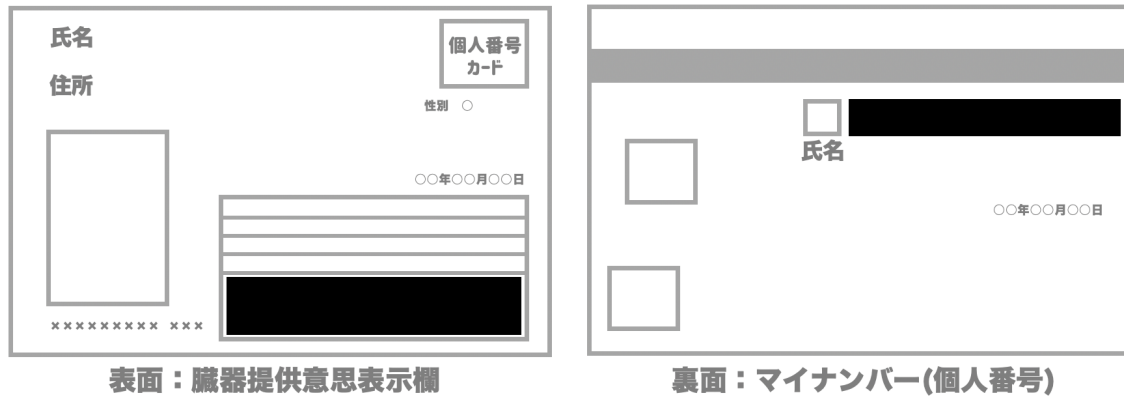 氏名
個人番号
カード
住所
性別 ○
○○年○○月○○日
××××××××× ×××
表面：臓器提供意思表示欄
氏名
○○年○○月○○日
裏面：マイナンバー(個人番号)